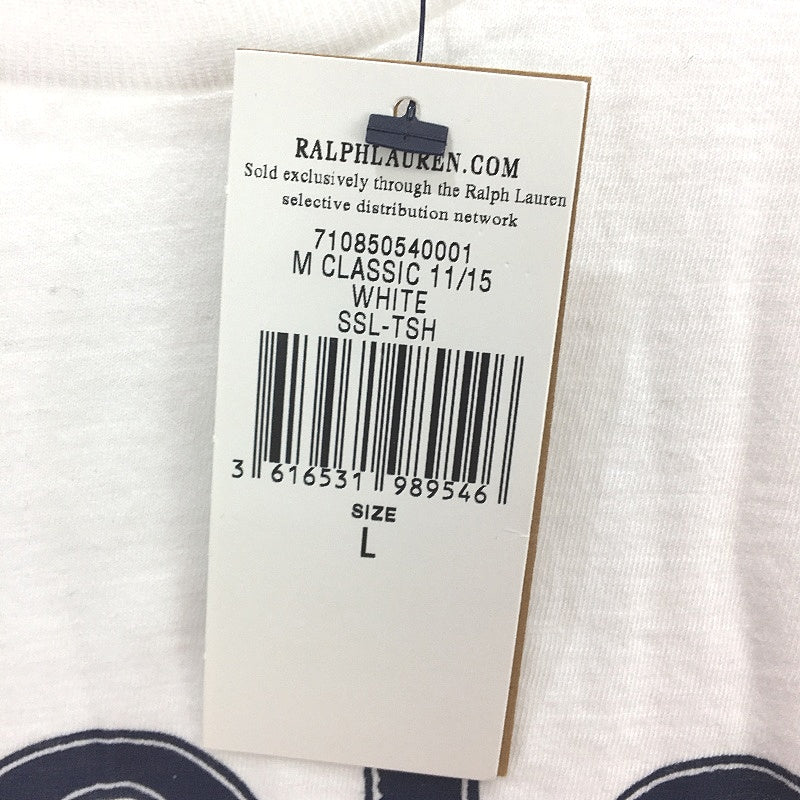 RALPHLAUREN.COM
Sold exclusively through the Ralph Lauren
selective distribution network
710850540001
M CLASSIC 11/15
WHITE
SSL-TSH
3 616531 989546
SIZE
L